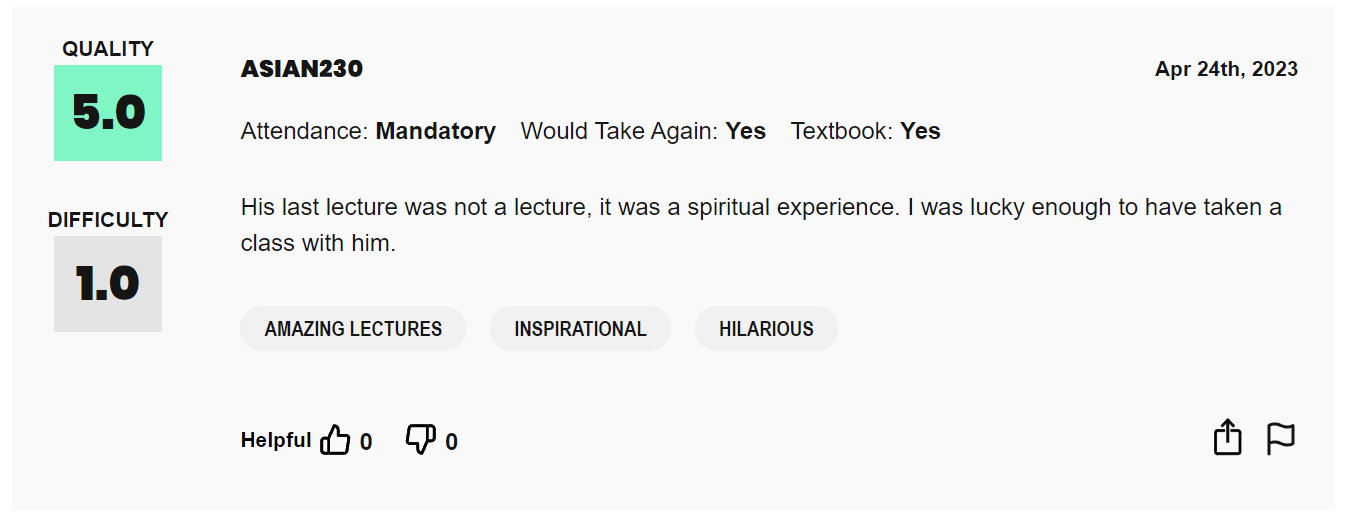 QUALITY
5.0
DIFFICULTY
1.0
ASIAN230
Apr 24th, 2023
Attendance: Mandatory Would Take Again: Yes Textbook: Yes
His last lecture was not a lecture, it was a spiritual experience. I was lucky enough to have taken a
class with him.
AMAZING LECTURES INSPIRATIONAL HILARIOUS
Helpful 0 0